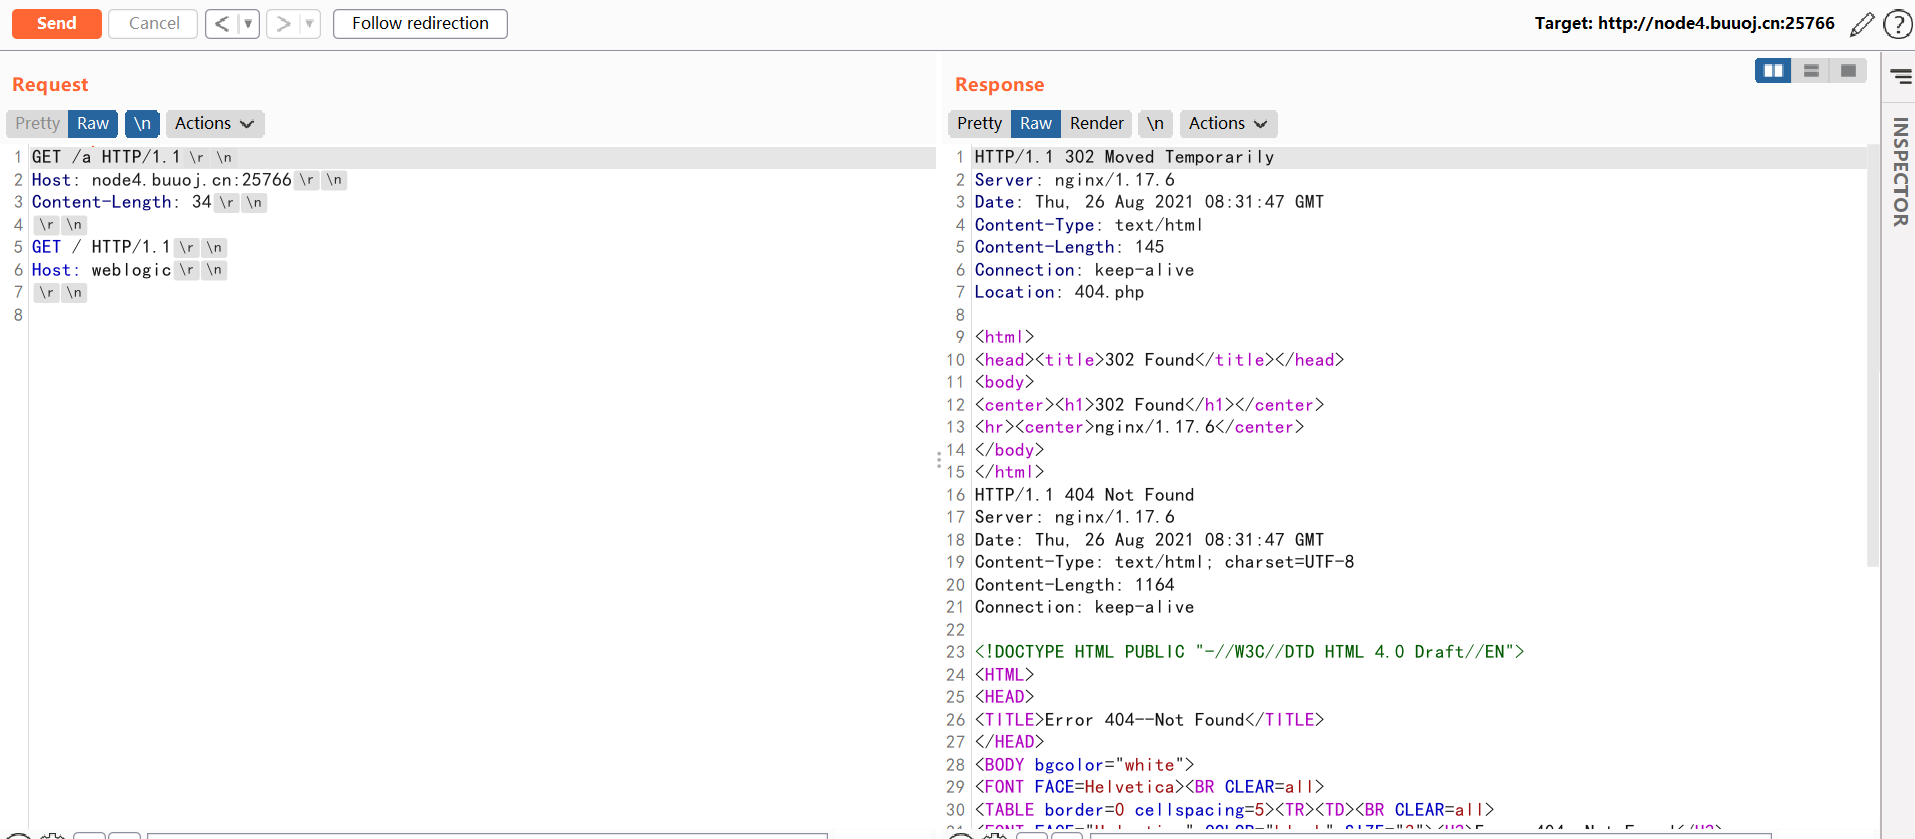 Send Cancel < > Follow redirection Target: http://node4.buuoj.cn:25766 ?
Request
Pretty Raw \n Actions
1 GET /a HTTP/1.1 \r \n
2 Host: node4.buuoj.cn:25766 \r \n
3 Content-Length: 34 \r \n
4 \r \n
5 GET / HTTP/1.1 \r \n
6 Host: weblogic \r \n
7 \r \n
8
Response
Pretty Raw Render \n Actions
1 HTTP/1.1 302 Moved Temporarily
2 Server: nginx/1.17.6
3 Date: Thu, 26 Aug 2021 08:31:47 GMT
4 Content-Type: text/html
5 Content-Length: 145
6 Connection: keep-alive
7 Location: 404.php
8
9 <html>
10 <head><title>302 Found</title></head>
11 <body>
12 <center><h1>302 Found</h1></center>
13 <hr><center>nginx/1.17.6</center>
14 </body>
15 </html>
16 HTTP/1.1 404 Not Found
17 Server: nginx/1.17.6
18 Date: Thu, 26 Aug 2021 08:31:47 GMT
19 Content-Type: text/html; charset=UTF-8
20 Content-Length: 1164
21 Connection: keep-alive
22
23 <!DOCTYPE HTML PUBLIC "-//W3C//DTD HTML 4.0 Draft//EN">
24 <HTML>
25 <HEAD>
26 <TITLE>Error 404--Not Found</TITLE>
27 </HEAD>
28 <BODY bgcolor="white">
29 <FONT FACE=Helvetica><BR CLEAR=all>
30 <TABLE border=0 cellspacing=5><TR><TD><BR CLEAR=all>
INSPECTOR